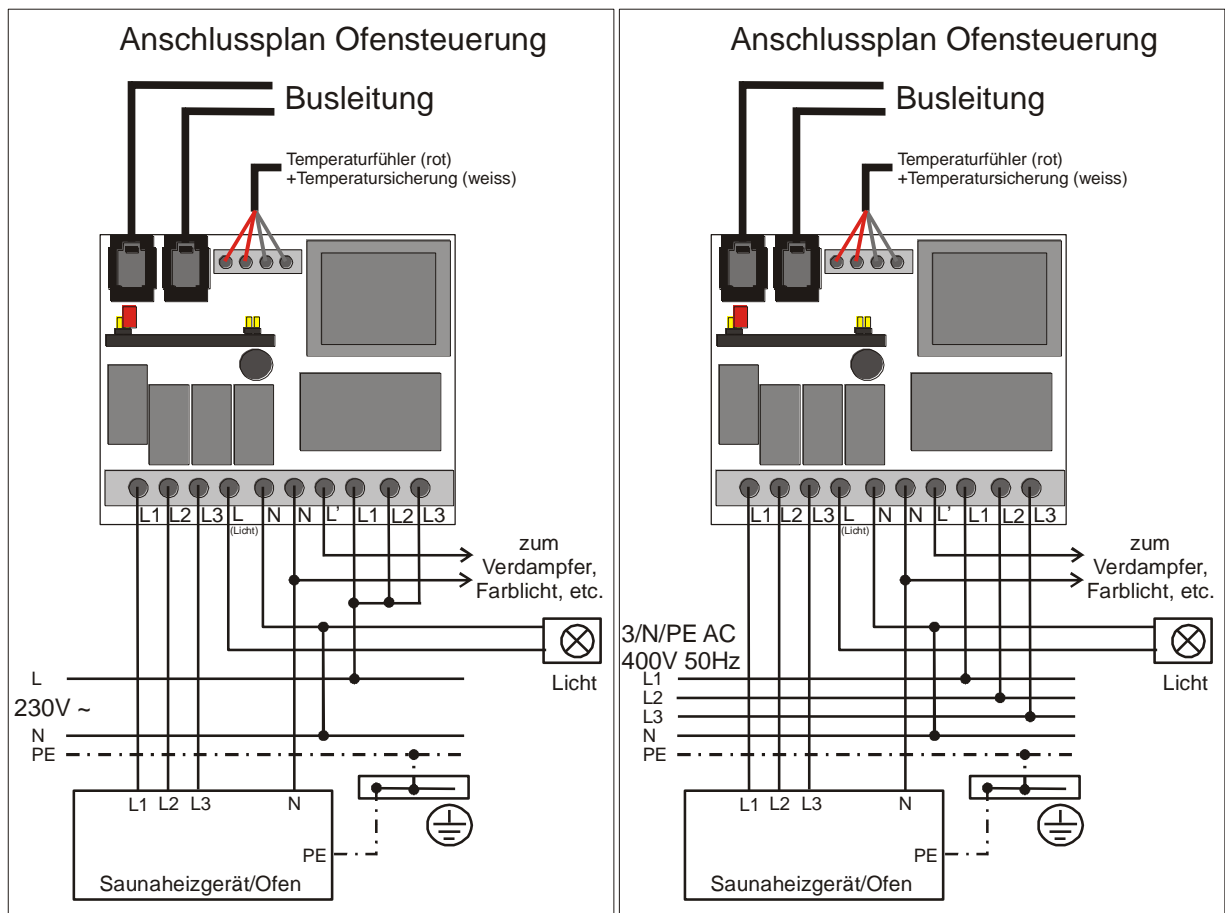 Anschlussplan Ofensteuerung
Busleitung
Temperaturfühler (rot)
+Temperatursicherung (weiss)
L1 L2 L3 L N N L' L1 L2 L3
(Licht)
zum
Verdampfer,
Farblicht, etc.
Licht
L
230V ~
N
PE
L1 L2 L3 N
PE
Saunaheizgerät/Ofen
Anschlussplan Ofensteuerung
Busleitung
Temperaturfühler (rot)
+Temperatursicherung (weiss)
L1 L2 L3 L N N L' L1 L2 L3
(Licht)
zum
Verdampfer,
Farblicht, etc.
3/N/PE AC
400V 50Hz
Licht
L1
L2
L3
N
PE
L1 L2 L3 N
PE
Saunaheizgerät/Ofen